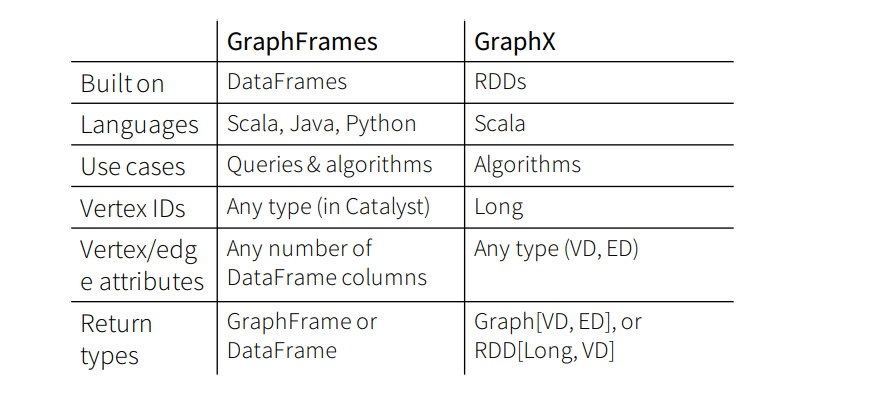 GraphFrames GraphX
Built on DataFrames RDDs
Languages Scala, Java, Python Scala
Use cases Queries & algorithms Algorithms
Vertex IDs Any type (in Catalyst) Long
Vertex/edg Any number of Any type (VD, ED)
e attributes DataFrame columns
Return GraphFrame or Graph[VD, ED], or
types DataFrame RDD[Long, VD]